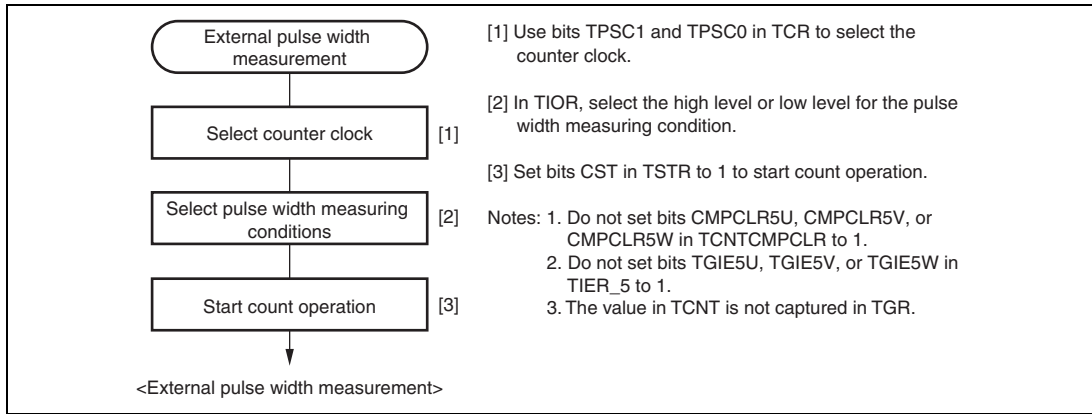 External pulse width
measurement
Select counter clock
[1]
Select pulse width measuring
conditions
[2]
Start count operation
[3]
<External pulse width measurement>
[1] Use bits TPSC1 and TPSC0 in TCR to select the
counter clock.
[2] In TIOR, select the high level or low level for the pulse
width measuring condition.
[3] Set bits CST in TSTR to 1 to start count operation.
Notes: 1. Do not set bits CMPCLR5U, CMPCLR5V, or
CMPCLR5W in TCNTCMPCLR to 1.
2. Do not set bits TGIE5U, TGIE5V, or TGIE5W in
TIER_5 to 1.
3. The value in TCNT is not captured in TGR.